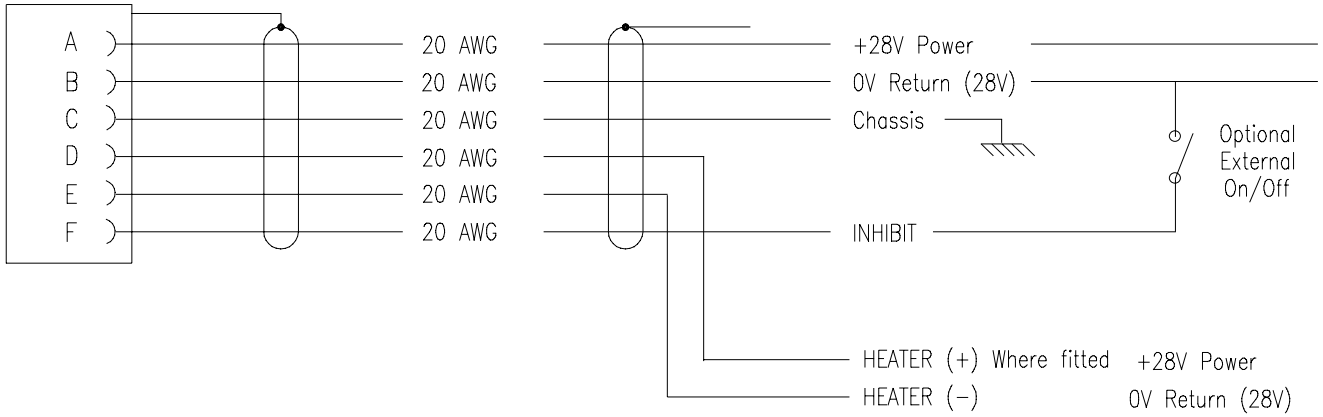 A 20 AWG +28V Power
B 20 AWG 0V Return (28V)
C 20 AWG Chassis
D 20 AWG
E 20 AWG
F 20 AWG INHIBIT
Optional
External
On/Off
HEATER (+) Where fitted +28V Power
HEATER (-) 0V Return (28V)